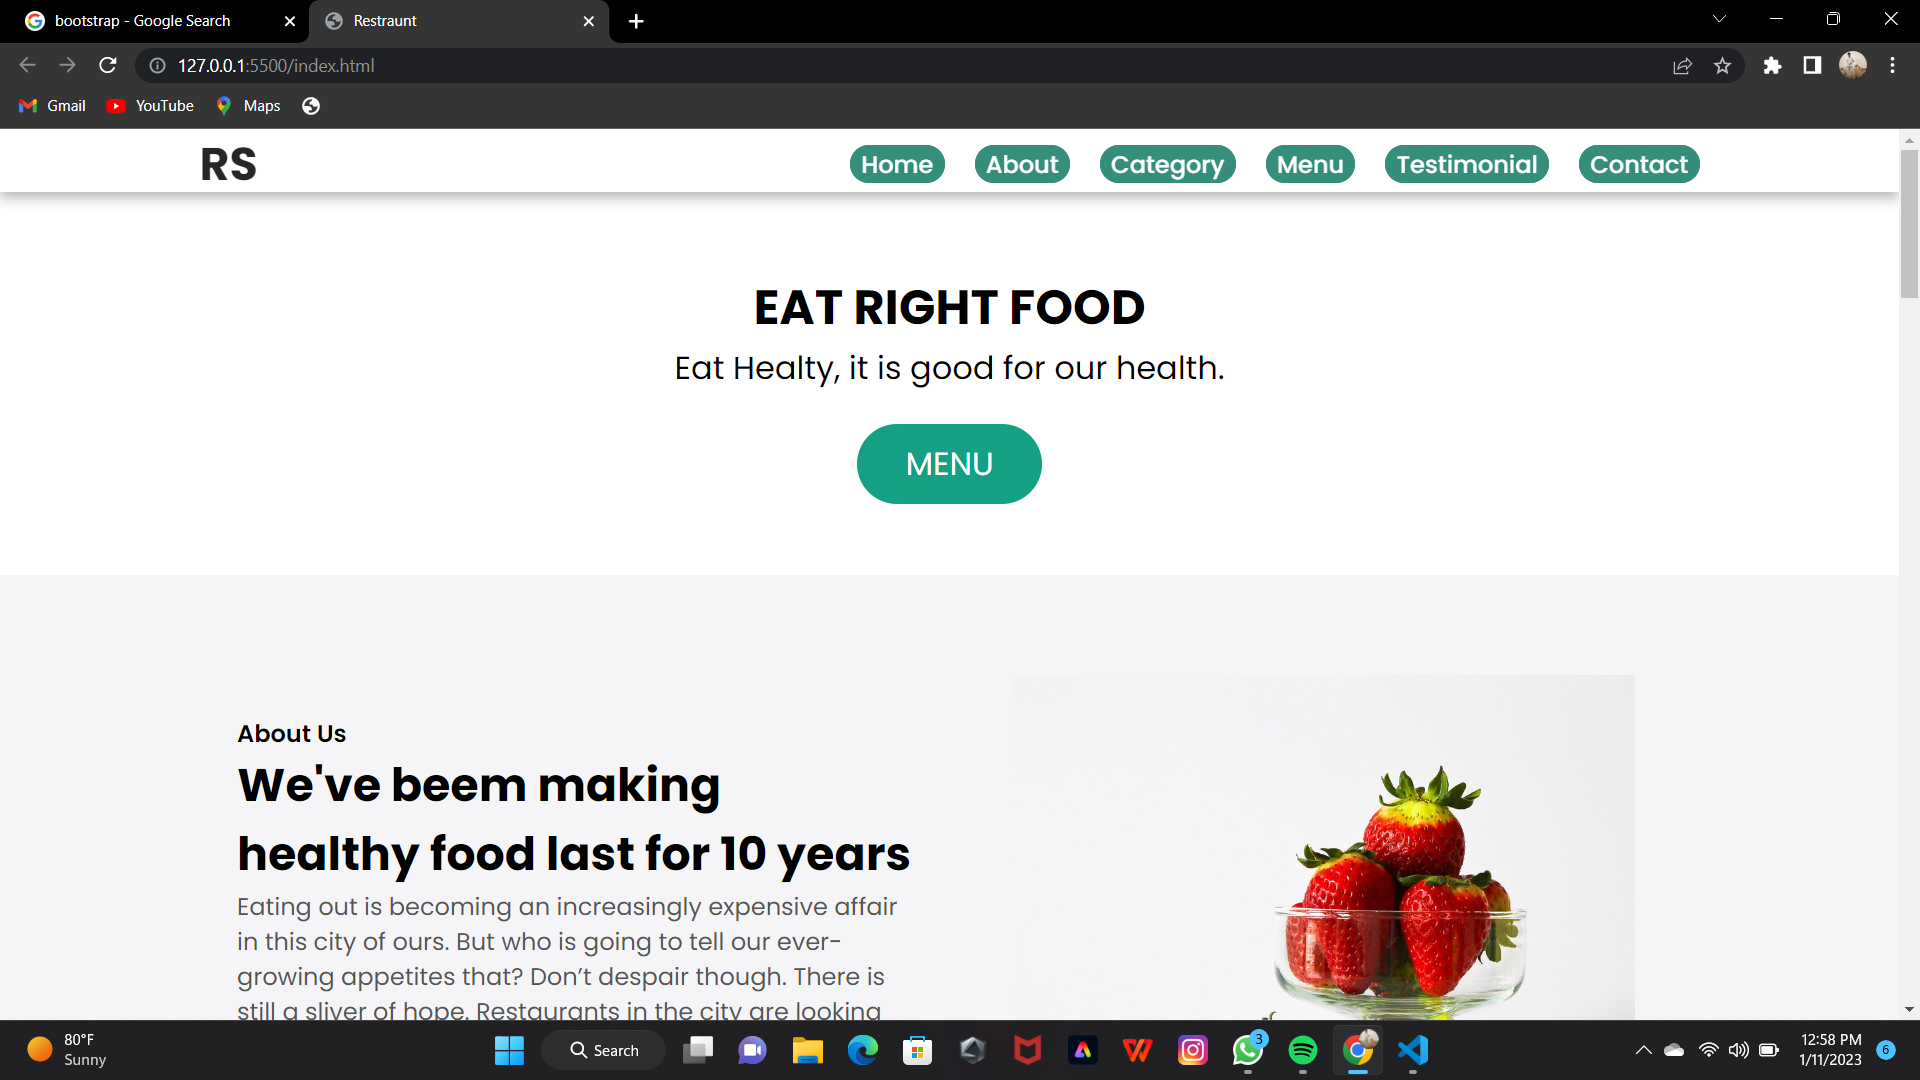 bootstrap - Google Search
Restraunt
127.0.0.1:5500/index.html
Gmail
YouTube
Maps
RS
Home
About
Category
Menu
Testimonial
Contact
EAT RIGHT FOOD
Eat Healty, it is good for our health.
MENU
About Us
We've beem making
healthy food last for 10 years
Eating out is becoming an increasingly expensive affair
in this city of ours. But who is going to tell our ever-
growing appetites that? Don’t despair though. There is
still a sliver of hope. Restaurants in the city are looking
80°F
Sunny
Search
3
12:58 PM
1/11/2023
6